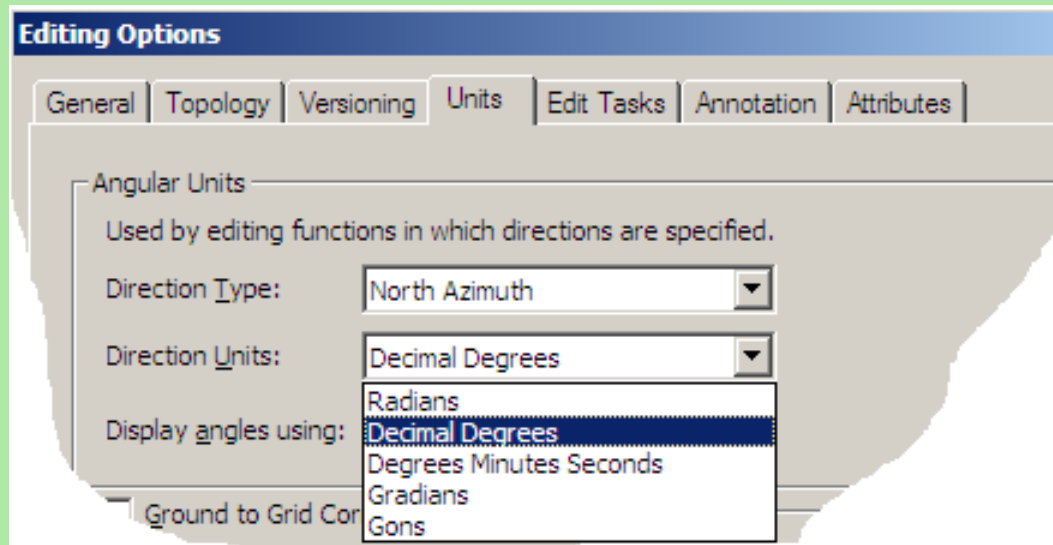 Editing Options
General Topology Versioning Units Edit Tasks Annotation Attributes
Angular Units
Used by editing functions in which directions are specified.
Direction Type: North Azimuth
Direction Units: Decimal Degrees
Radians
Display angles using: Decimal Degrees
Degrees Minutes Seconds
Gradians
Ground to Grid Cor
Gons